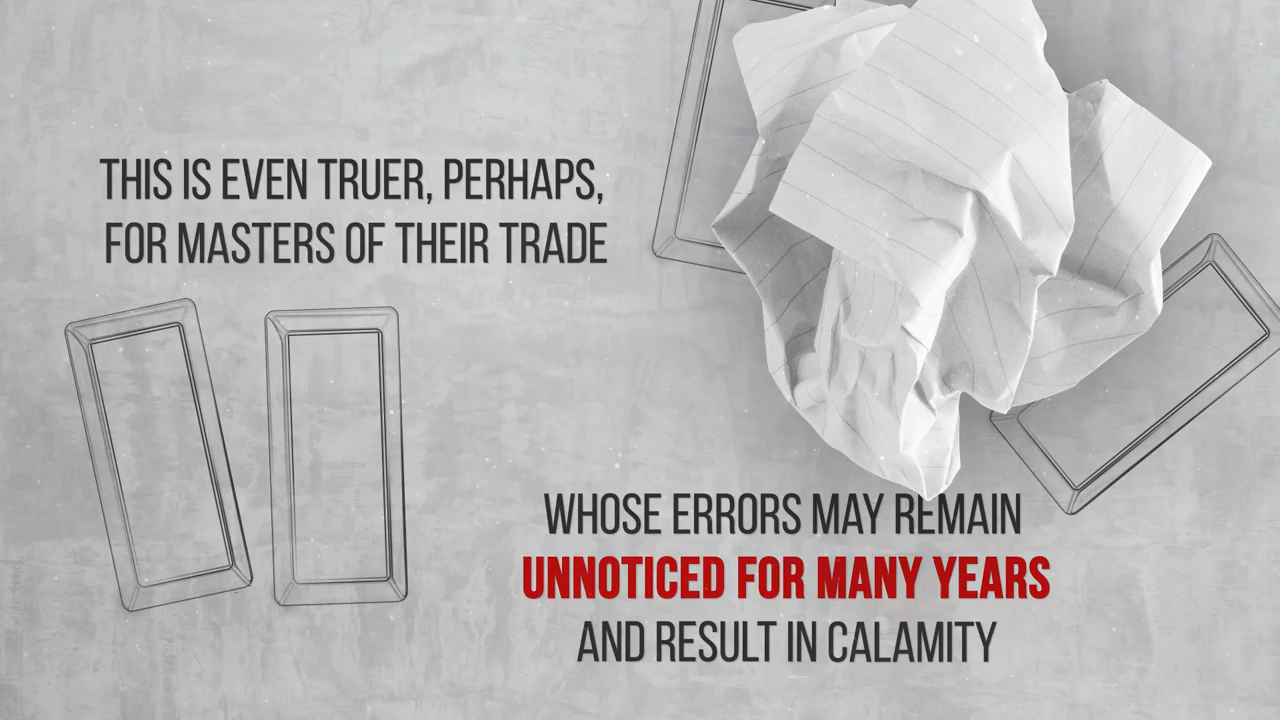 THIS IS EVEN TRUER, PERHAPS,
FOR MASTERS OF THEIR TRADE
WHOSE ERRORS MAY REMAIN
UNNOTICED FOR MANY YEARS
AND RESULT IN CALAMITY